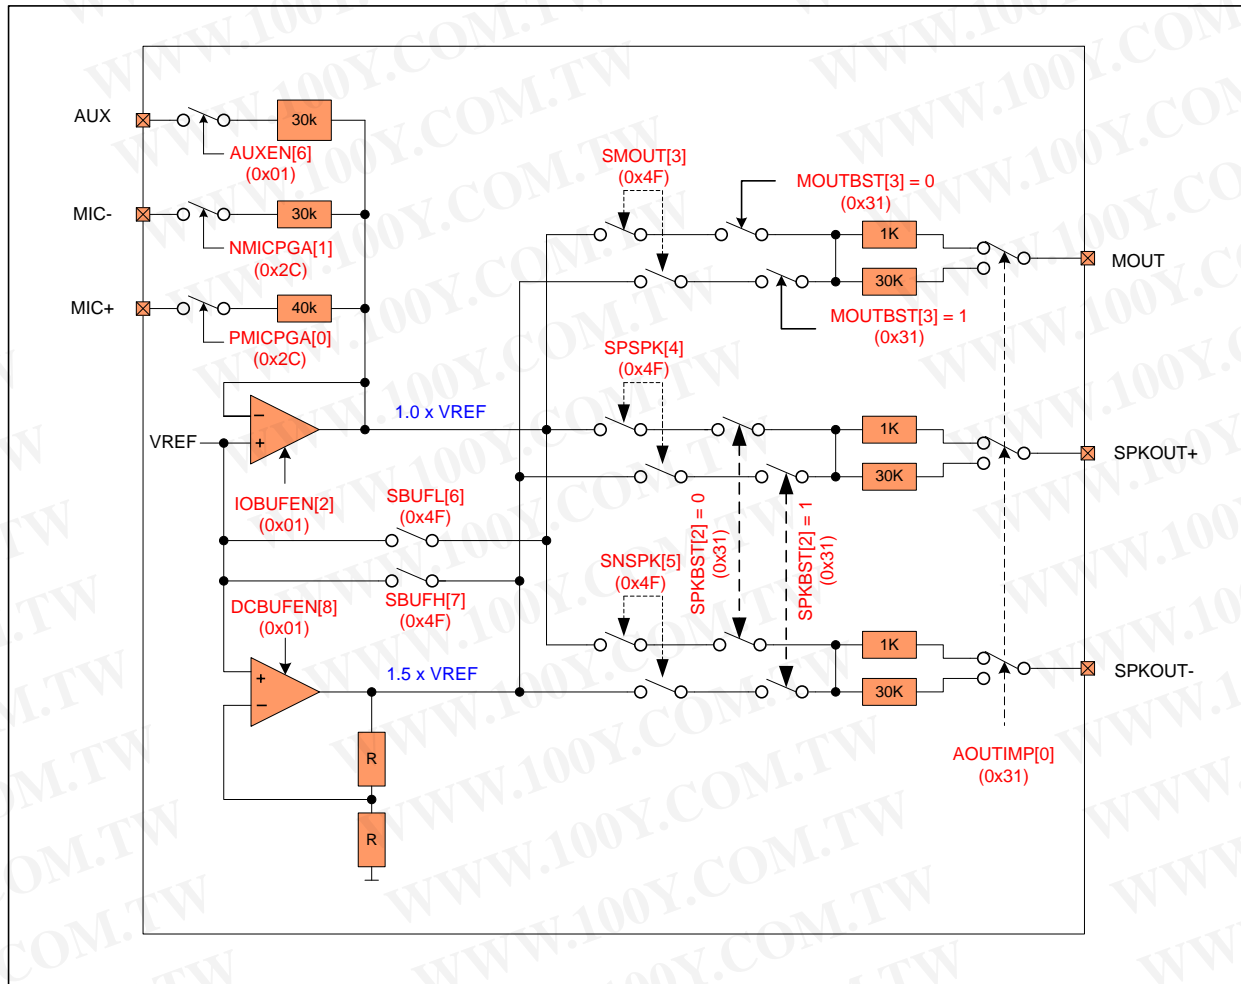 AUX
30k
AUXEN[6]
(0x01)
MIC-
30k
NMICPGA[1]
(0x2C)
MIC+
40k
PMICPGA[0]
(0x2C)
SMOUT[3]
(0x4F)
MOUTBST[3] = 0
(0x31)
1K
30K
MOUT
MOUTBST[3] = 1
(0x31)
SPSPK[4]
(0x4F)
1.0 x VREF
VREF
−
+
IOBUFEN[2]
(0x01)
1K
30K
SPKOUT+
SBUFL[6]
(0x4F)
SBUFH[7]
(0x4F)
SPKBST[2] = 0
(0x31)
SPKBST[2] = 1
(0x31)
SNSPK[5]
(0x4F)
DCBUFEN[8]
(0x01)
+
−
1.5 x VREF
1K
30K
SPKOUT-
R
R
AOUTIMP[0]
(0x31)
WWW.100Y.COM.TW